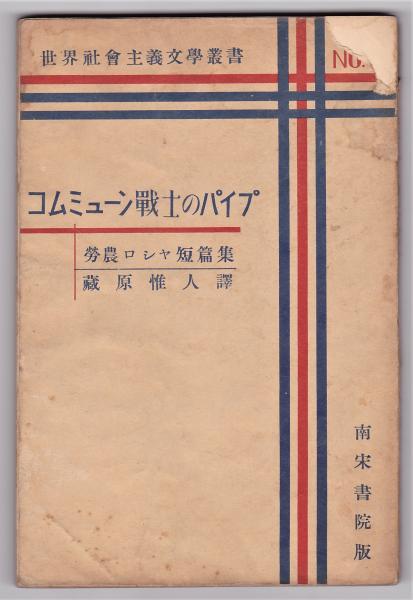 世界社會主義文學叢書
NO.
コムミューン戰士のパイプ
勞農ロシヤ短篇集
藏原惟人譯
南宋書院版